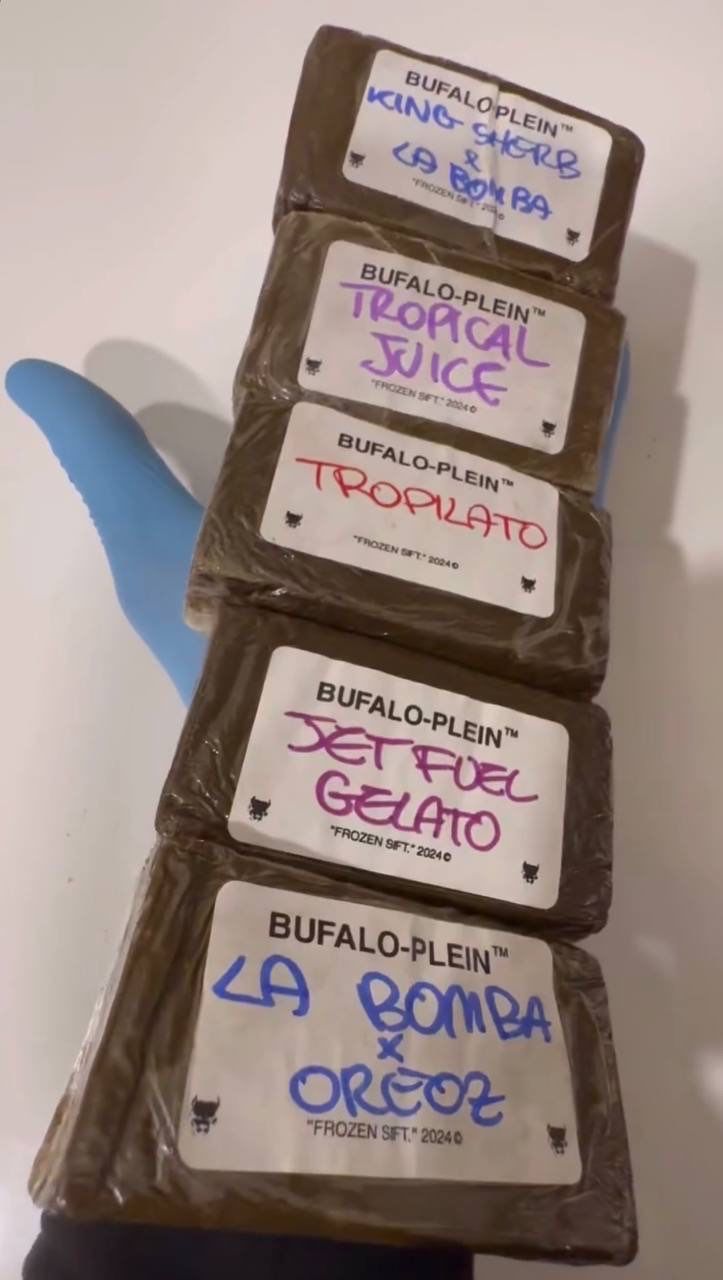 BUFALO-PLEIN™
KING SHERB
&
LA BOMBA
"FROZEN SIFT." 2024©
BUFALO-PLEIN™
TROPICAL
JUICE
"FROZEN SIFT." 2024©
BUFALO-PLEIN™
TROPILATO
"FROZEN SIFT." 2024©
BUFALO-PLEIN™
JET FUEL
GELATO
"FROZEN SIFT." 2024©
BUFALO-PLEIN™
LA BOMBA
x
OREOZ
"FROZEN SIFT." 2024©